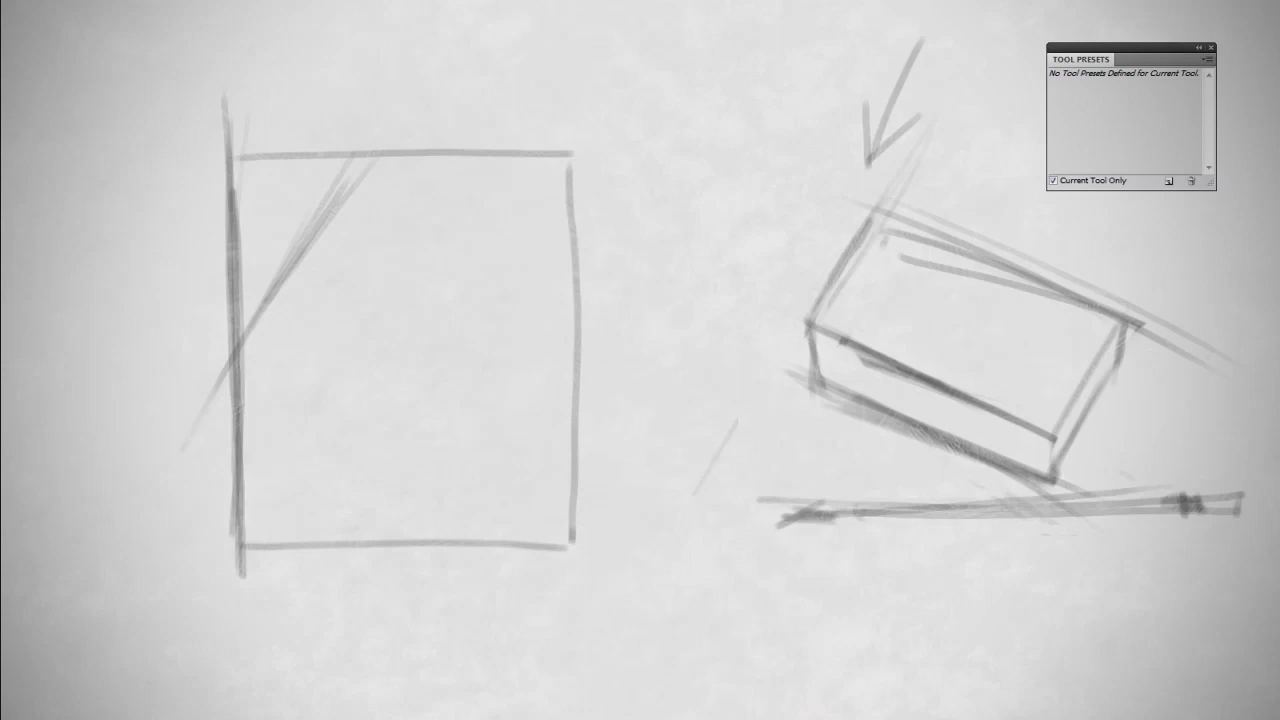 TOOL PRESETS
No Tool Presets Defined for Current Tool.
Current Tool Only